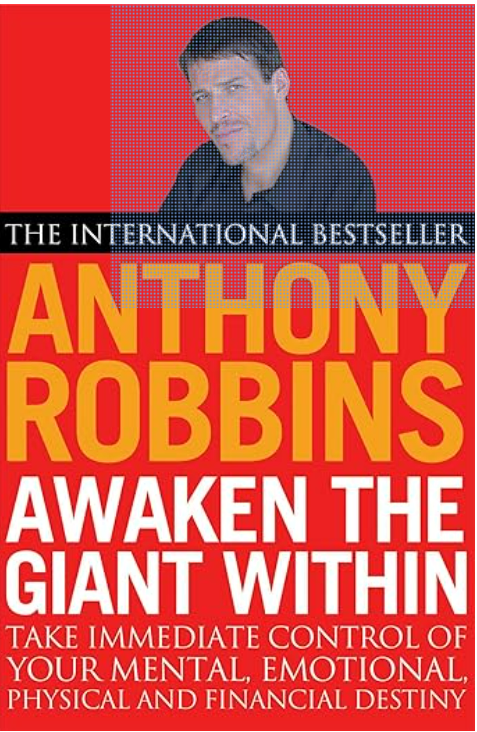 THE INTERNATIONAL BESTSELLER
ANTHONY
ROBBINS
AWAKEN THE
GIANT WITHIN
TAKE IMMEDIATE CONTROL OF
YOUR MENTAL, EMOTIONAL,
PHYSICAL AND FINANCIAL DESTINY